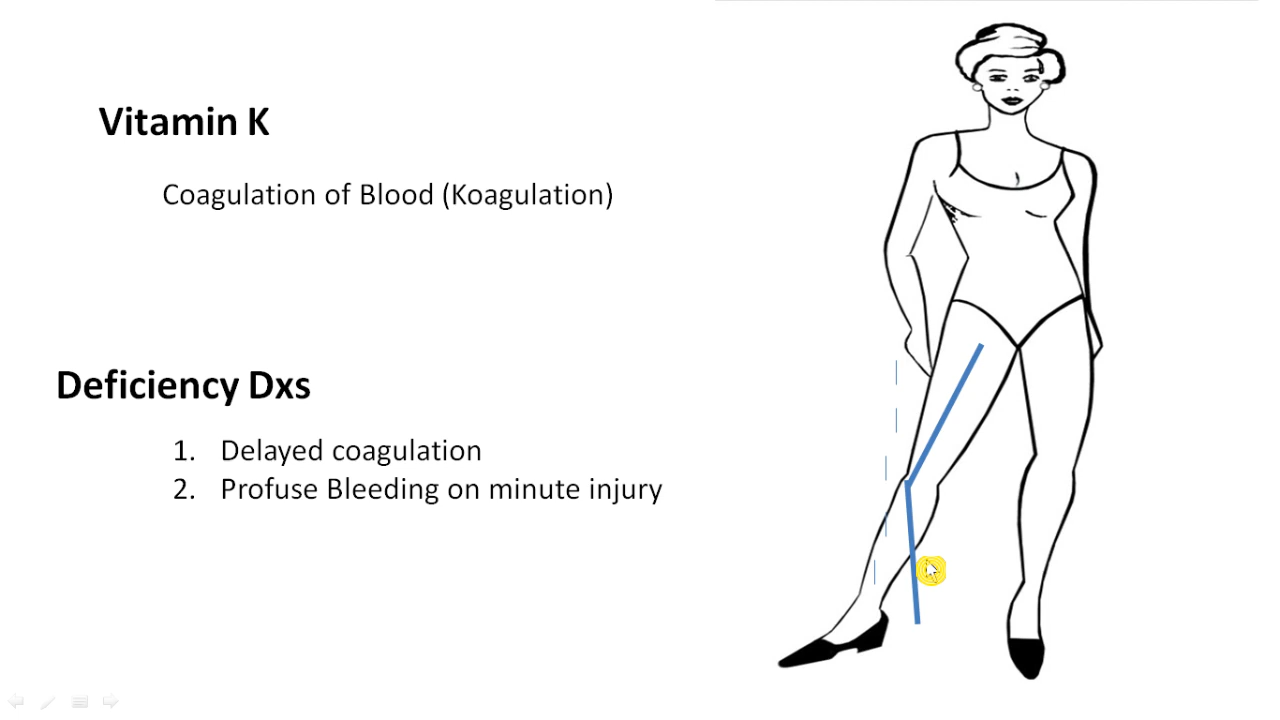 Vitamin K
Coagulation of Blood (Koagulation)
Deficiency Dxs
1. Delayed coagulation
2. Profuse Bleeding on minute injury